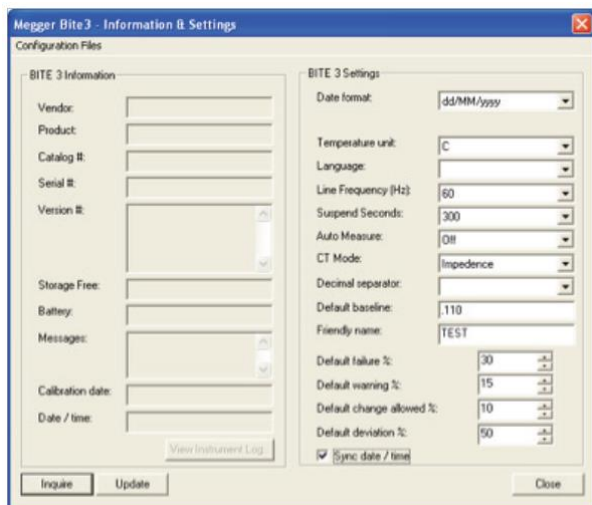 Megger Bite3 - Information & Settings
Configuration Files
BITE 3 Information
Vendor:
Product:
Catalog #:
Serial #:
Version #:
Storage Free:
Battery:
Messages:
Calibration date:
Date / time:
View Instrument Log
BITE 3 Settings
Date format: dd/MM/yyyy
Temperature unit: C
Language:
Line Frequency (Hz): 60
Suspend Seconds: 300
Auto Measure: Off
CT Mode: Impedence
Decimal separator:
Default baseline: .110
Friendly name: TEST
Default failure %: 30
Default warning %: 15
Default change allowed %: 10
Default deviation %: 50
Sync date / time
Inquire Update Close